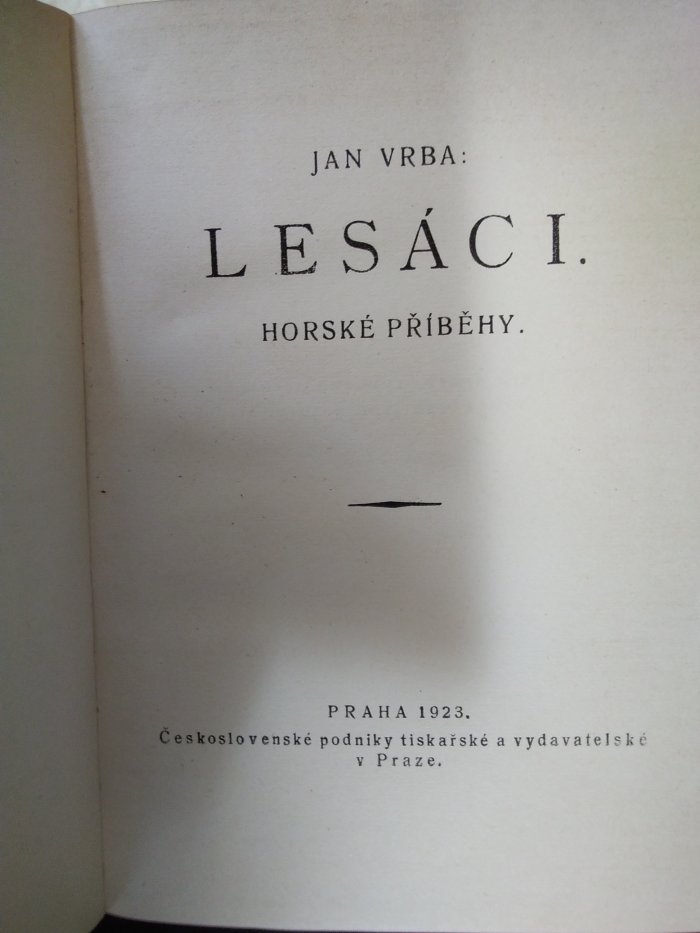 JAN VRBA:
LESÁCI.
HORSKÉ PŘÍBĚHY.
PRAHA 1923.
Československé podniky tiskařské a vydavatelské
v Praze.